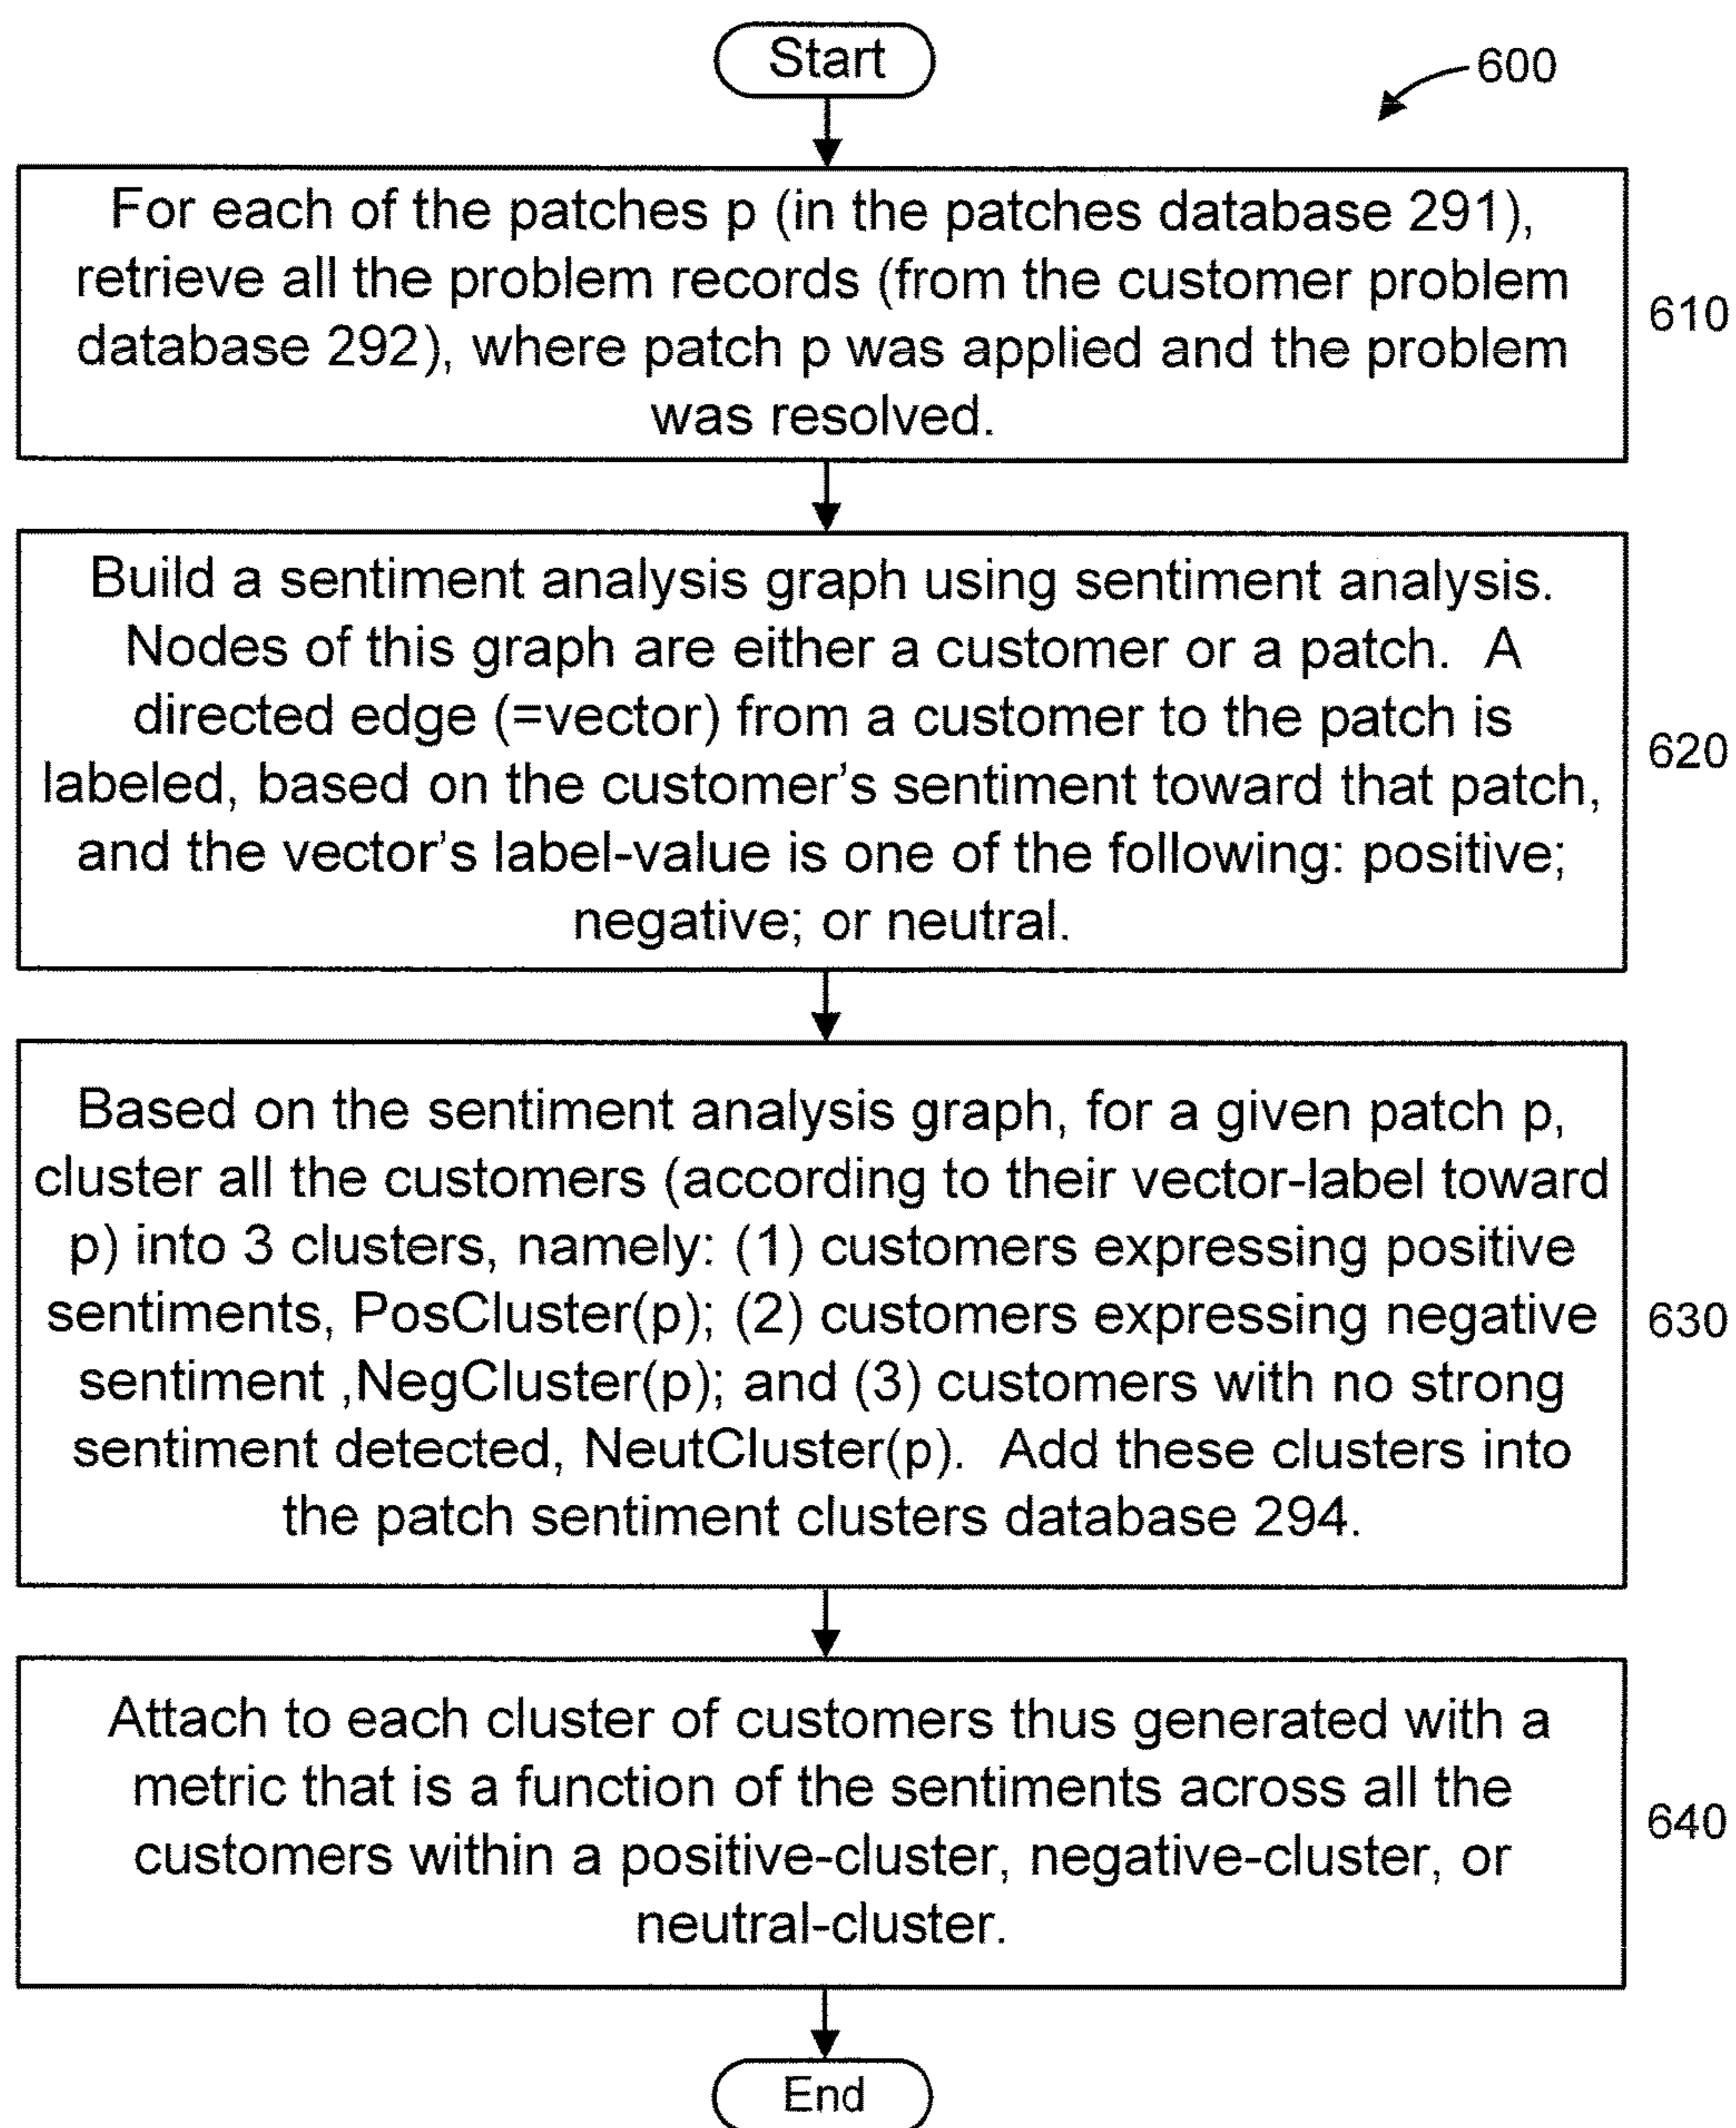 Start
600
For each of the patches p (in the patches database 291),
retrieve all the problem records (from the customer problem
database 292), where patch p was applied and the problem
was resolved.
610
Build a sentiment analysis graph using sentiment analysis.
Nodes of this graph are either a customer or a patch. A
directed edge (=vector) from a customer to the patch is
labeled, based on the customer's sentiment toward that patch,
and the vector's label-value is one of the following: positive;
negative; or neutral.
620
Based on the sentiment analysis graph, for a given patch p,
cluster all the customers (according to their vector-label toward
p) into 3 clusters, namely: (1) customers expressing positive
sentiments, PosCluster(p); (2) customers expressing negative
sentiment ,NegCluster(p); and (3) customers with no strong
sentiment detected, NeutCluster(p). Add these clusters into
the patch sentiment clusters database 294.
630
Attach to each cluster of customers thus generated with a
metric that is a function of the sentiments across all the
customers within a positive-cluster, negative-cluster, or
neutral-cluster.
640
End